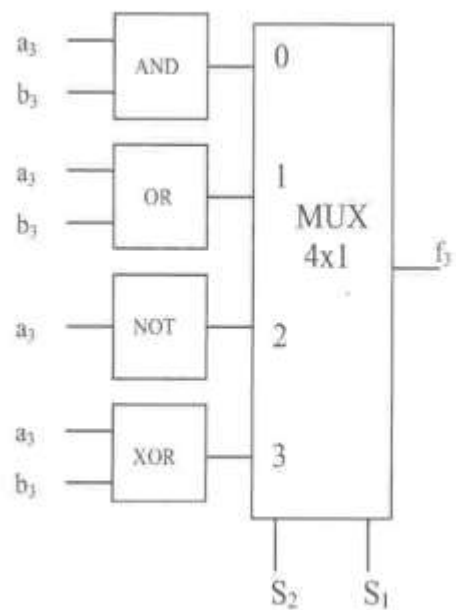 a₃
AND
0
b₃
a₃
OR
1
b₃
MUX
4x1
f₃
a₃
NOT
2
a₃
XOR
3
b₃
S₂ S₁